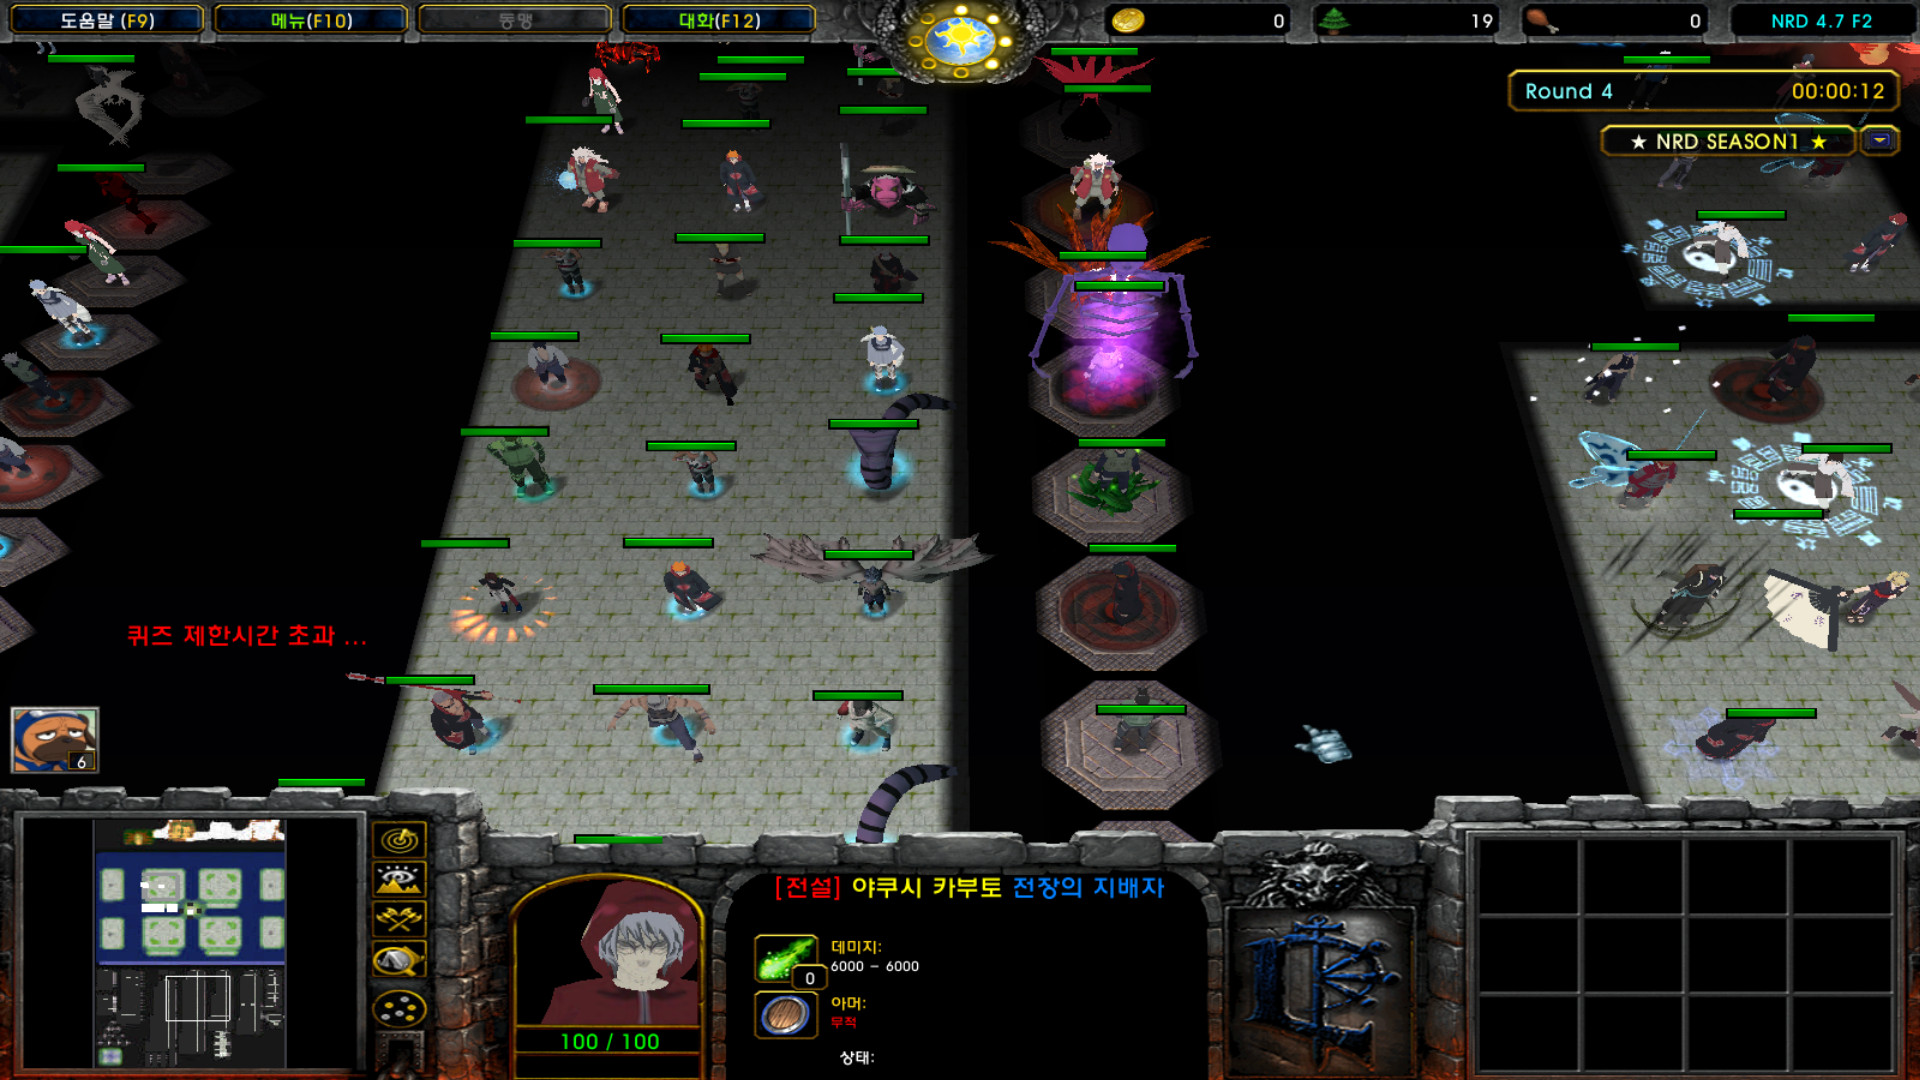 도움말 (F9)
메뉴(F10)
동맹
대화(F12)
0
19
0
NRD 4.7 F2
Round 4
00:00:12
★ NRD SEASON1 ★
퀴즈 제한시간 초과 ...
6
[전설] 야쿠시 카부토 전장의 지배자
데미지:
6000 - 6000
0
아머:
무적
상태:
100 / 100